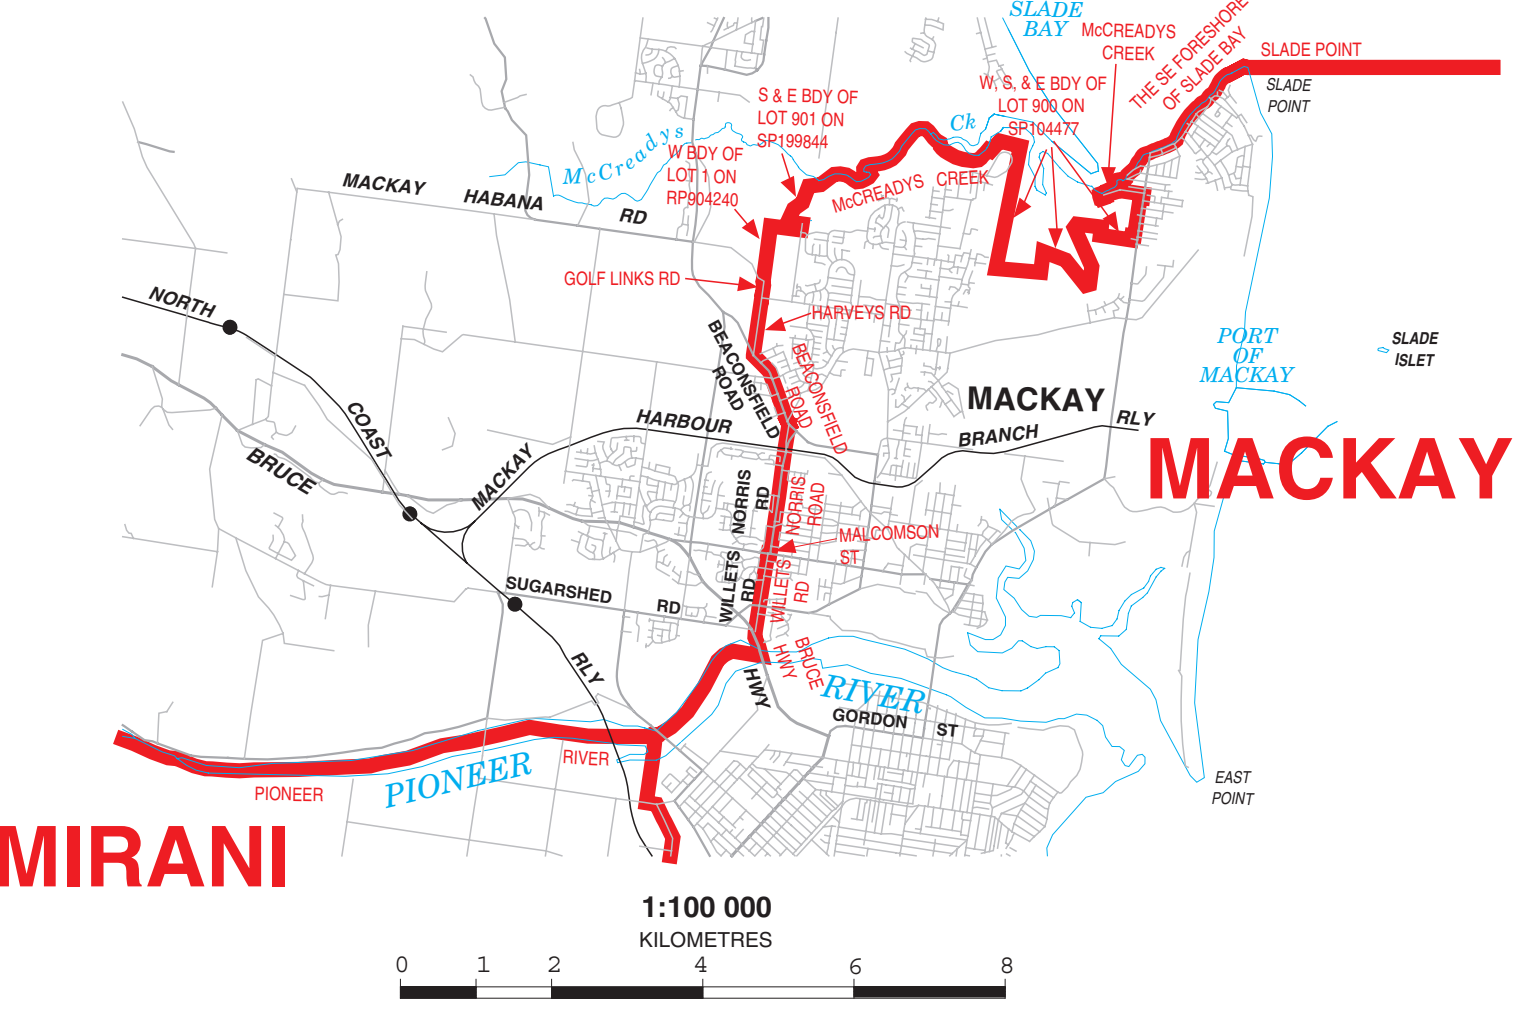 SLADE
BAY
McCREADYS
CREEK
THE SE FORESHORE
OF SLADE BAY
SLADE POINT
SLADE
POINT
W, S, & E BDY OF
LOT 900 ON
SP104477
S & E BDY OF
LOT 901 ON
SP199844
Ck
McCreadys
W BDY OF
LOT 1 ON
RP904240
McCREADYS CREEK
MACKAY HABANA RD
GOLF LINKS RD
HARVEYS RD
NORTH COAST RLY
BEACONSFIELD
ROAD
BEACONSFIELD
ROAD
PORT
OF
MACKAY
SLADE
ISLET
MACKAY
MACKAY HARBOUR BRANCH RLY
MACKAY
BRUCE HWY
NORRIS
RD
NORRIS
ROAD
MALCOMSON
ST
WILLETS
RD
WILLETS
RD
SUGARSHED RD
BRUCE
HWY
PIONEER RIVER
GORDON ST
PIONEER RIVER
EAST
POINT
MIRANI
1:100 000
KILOMETRES
0 1 2 4 6 8